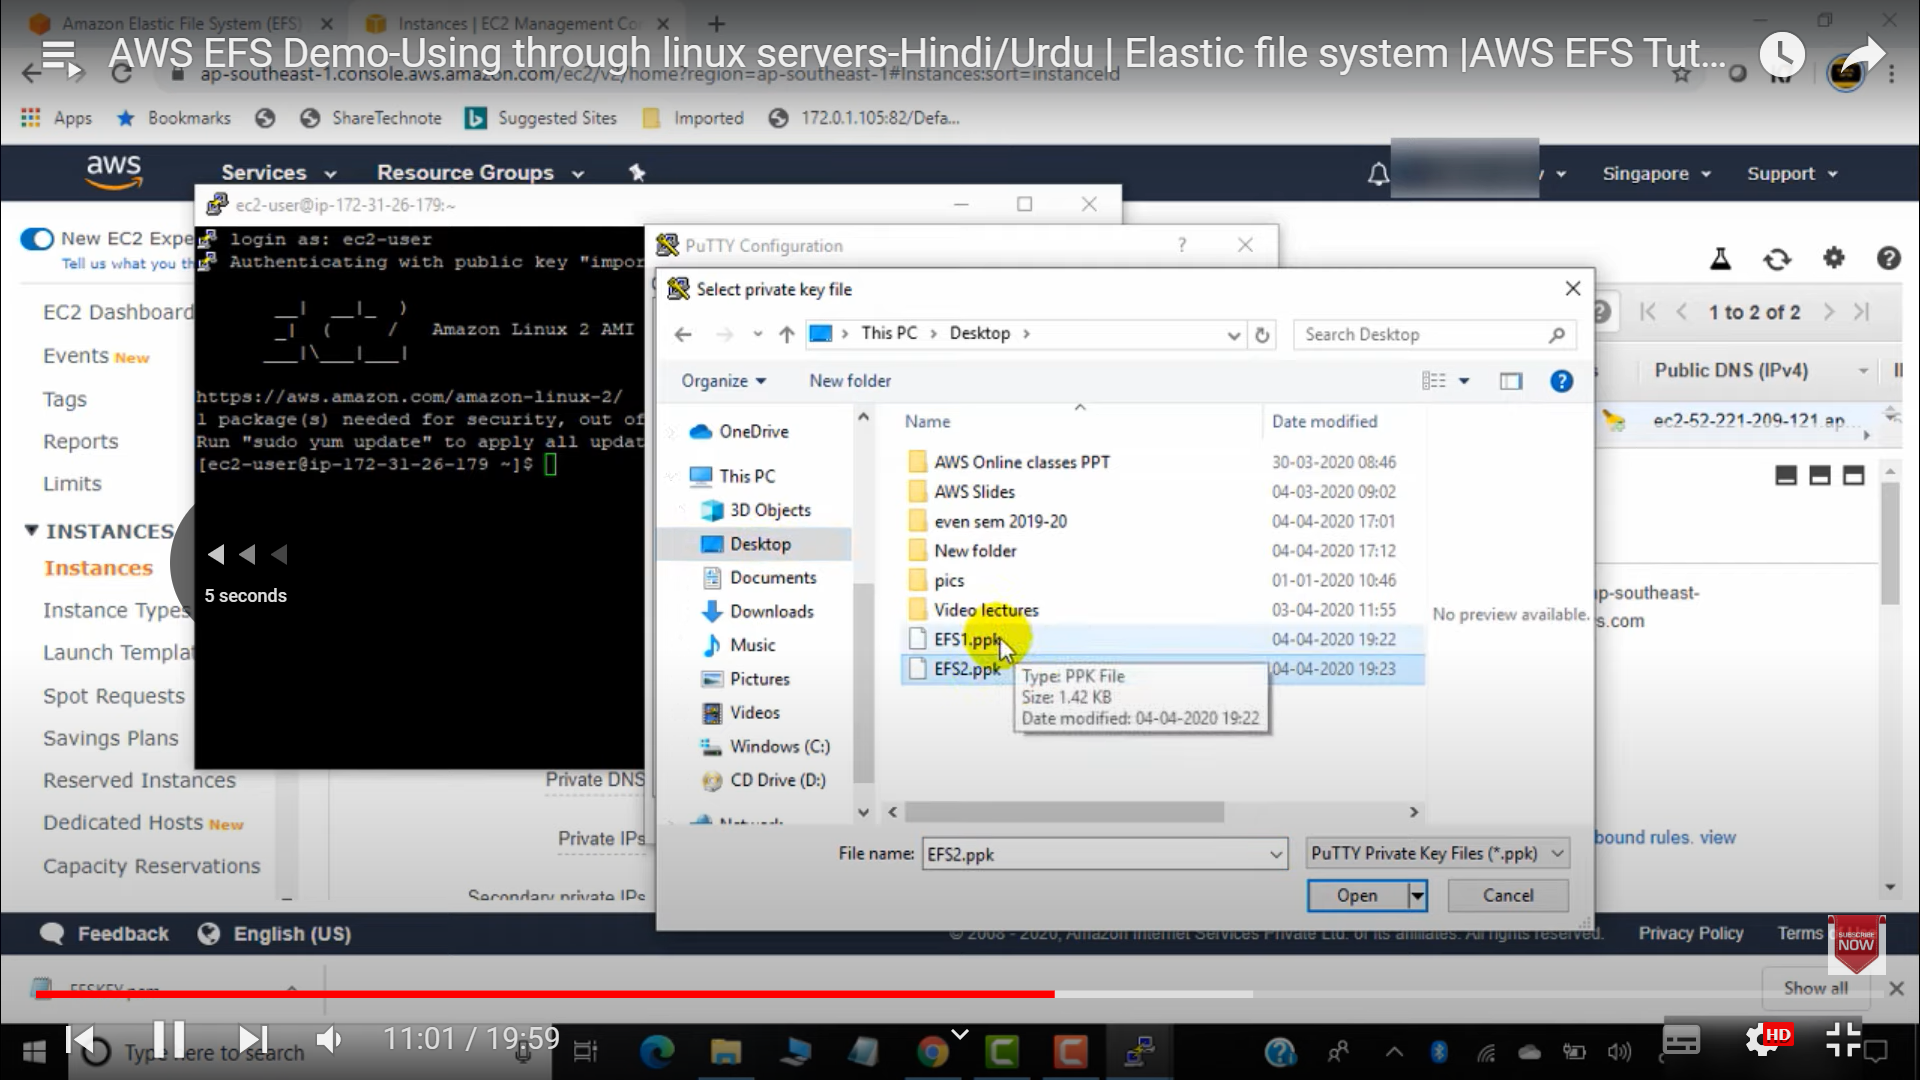 Amazon Elastic File System (EFS)
Instances | EC2 Management Co
AWS EFS Demo-Using through linux servers-Hindi/Urdu | Elastic file system |AWS EFS Tut...
ap-southeast-1.console.aws.amazon.com/ec2/v2/home?region=ap-southeast-1#Instances:sort=instanceId
Apps Bookmarks ShareTechnote Suggested Sites Imported 172.0.1.105:82/Defa...
aws Services Resource Groups Singapore Support
ec2-user@ip-172-31-26-179:~
New EC2 Expe
Tell us what you th
login as: ec2-user
Authenticating with public key "impor
Amazon Linux 2 AMI
https://aws.amazon.com/amazon-linux-2/
1 package(s) needed for security, out of
Run "sudo yum update" to apply all updat
[ec2-user@ip-172-31-26-179 ~]$
PuTTY Configuration
Select private key file
This PC Desktop
Search Desktop
Organize New folder
OneDrive
This PC
3D Objects
Desktop
Documents
Downloads
Music
Pictures
Videos
Windows (C:)
CD Drive (D:)
Network
Name Date modified
AWS Online classes PPT 30-03-2020 08:46
AWS Slides 04-03-2020 09:02
even sem 2019-20 04-04-2020 17:01
New folder 04-04-2020 17:12
pics 01-01-2020 10:46
Video lectures 03-04-2020 11:55
EFS1.ppk 04-04-2020 19:22
EFS2.ppk 04-04-2020 19:23
Type: PPK File
Size: 1.42 KB
Date modified: 04-04-2020 19:22
No preview available.
File name: EFS2.ppk PuTTY Private Key Files (*.ppk)
Open Cancel
EC2 Dashboard
Events New
Tags
Reports
Limits
INSTANCES
Instances
Instance Types
Launch Templat
Spot Requests
Savings Plans
Reserved Instances
Dedicated Hosts New
Capacity Reservations
5 seconds
Private DNS
Private IPs
Secondary private IPs
1 to 2 of 2
Public DNS (IPv4)
ec2-52-221-209-121.ap...
p-southeast-
s.com
bound rules. view
Feedback English (US)
© 2008 - 2020, Amazon Internet Services Private Ltd. or its affiliates. All rights reserved. Privacy Policy Terms
SUBSCRIBE
NOW
EFSKEY.pem
Show all
11:01 / 19:59
Type here to search
HD